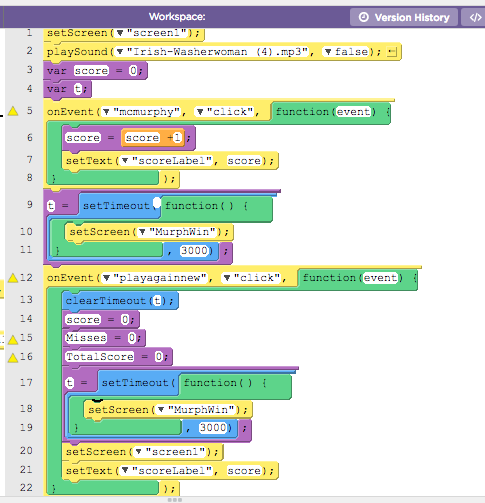 Workspace:
Version History
</>
1 setScreen(▼"screen1");
2 playSound(▼"Irish-Washerwoman (4).mp3", ▼false);
3 var score = 0;
4 var t;
5 onEvent(▼"mcmurphy", ▼"click", function(event) {
6 score = score +1;
7 setText(▼"scoreLabel", score);
8 });
9 t = setTimeout(function() {
10 setScreen(▼"MurphWin");
11 }, 3000);
12 onEvent(▼"playagainnew", ▼"click", function(event) {
13 clearTimeout(t);
14 score = 0;
15 Misses = 0;
16 TotalScore = 0;
17 t = setTimeout(function() {
18 setScreen(▼"MurphWin");
19 }, 3000);
20 setScreen(▼"screen1");
21 setText(▼"scoreLabel", score);
22 });